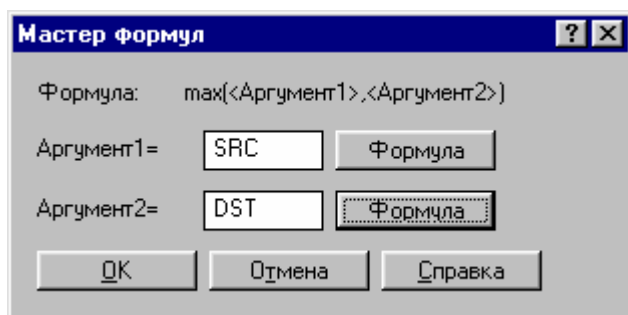 Мастер формул
Формула: max(<Аргумент1>,<Аргумент2>)
Аргумент1= SRC Формула
Аргумент2= DST Формула
OK Отмена Справка